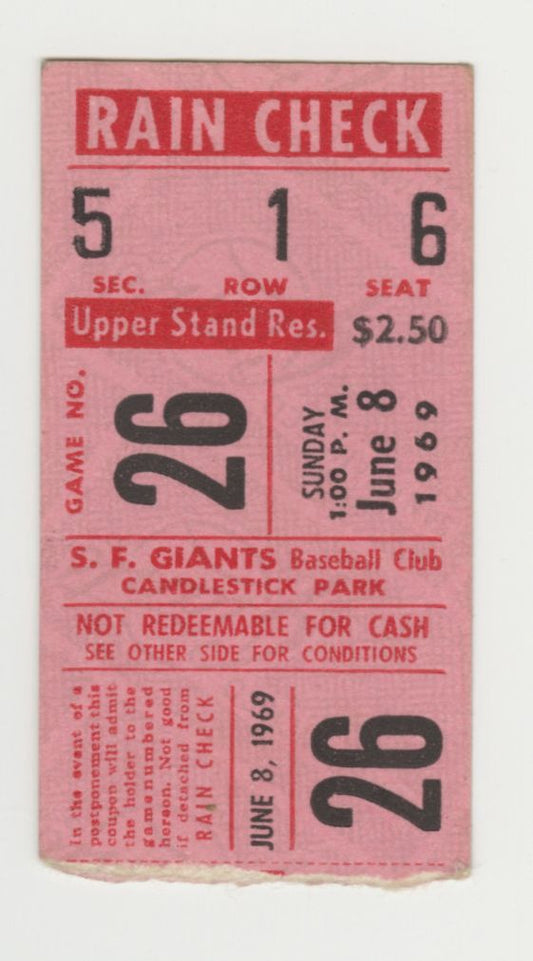 RAIN CHECK
5 1 6
SEC. ROW SEAT
Upper Stand Res. $2.50
GAME NO.
26
SUNDAY
1:00 P. M.
June 8
1969
S. F. GIANTS Baseball Club
CANDLESTICK PARK
NOT REDEEMABLE FOR CASH
SEE OTHER SIDE FOR CONDITIONS
In the event of a
postponement this
coupon will admit
the holder to the
game numbered
hereon. Not good
if detached from
RAIN CHECK
JUNE 8, 1969
26